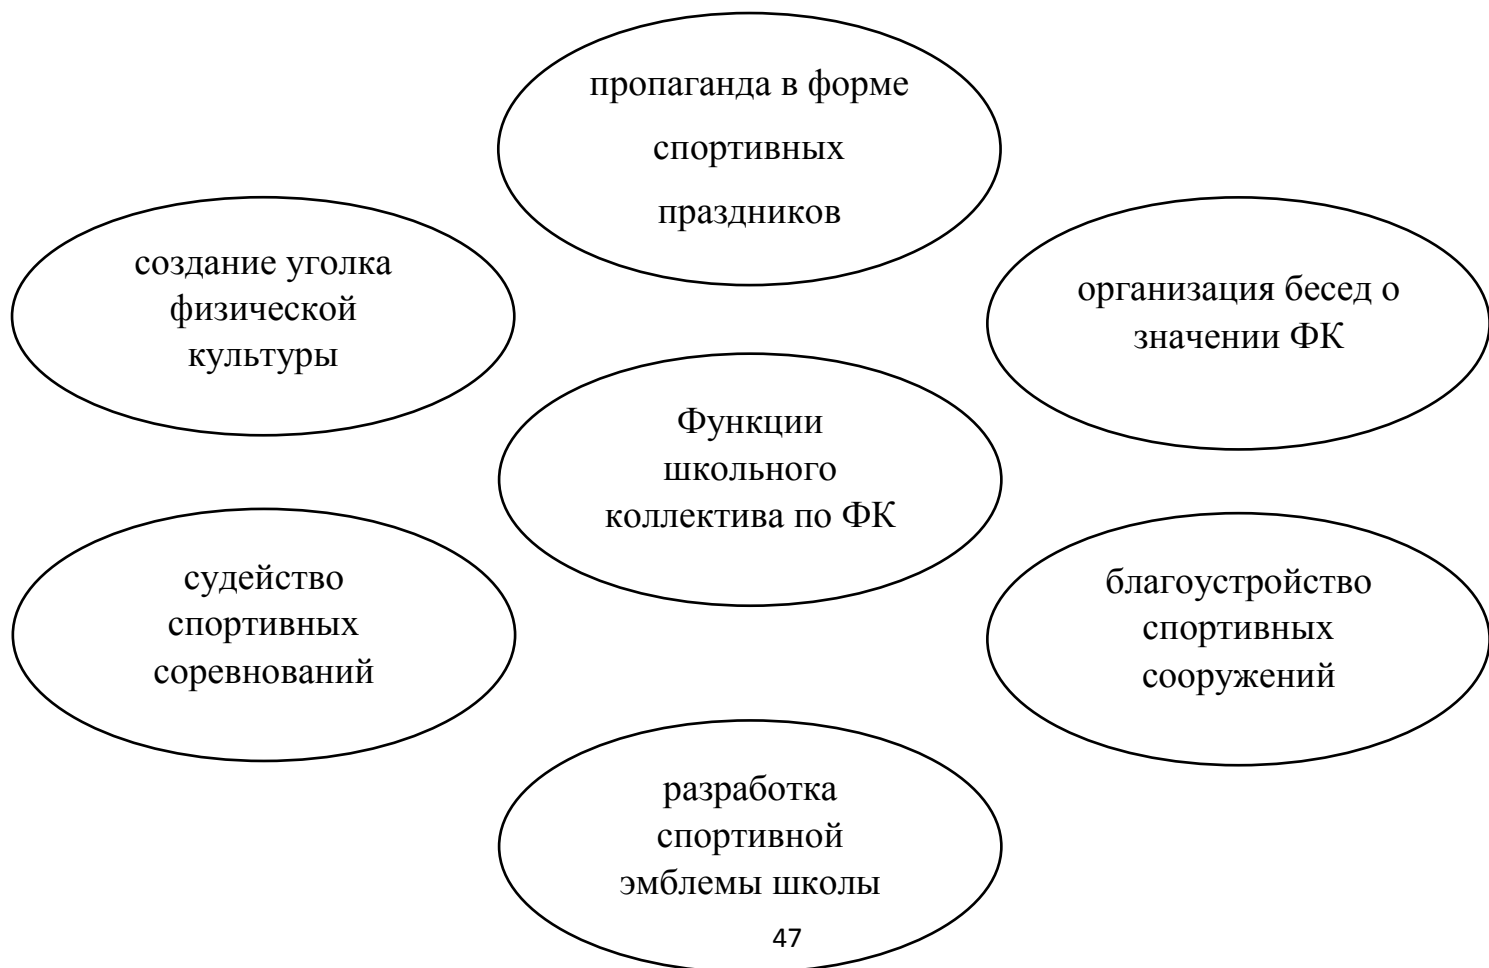 пропаганда в форме
спортивных
праздников
создание уголка
физической
культуры
организация бесед о
значении ФК
Функции
школьного
коллектива по ФК
судейство
спортивных
соревнований
благоустройство
спортивных
сооружений
разработка
спортивной
эмблемы школы
47